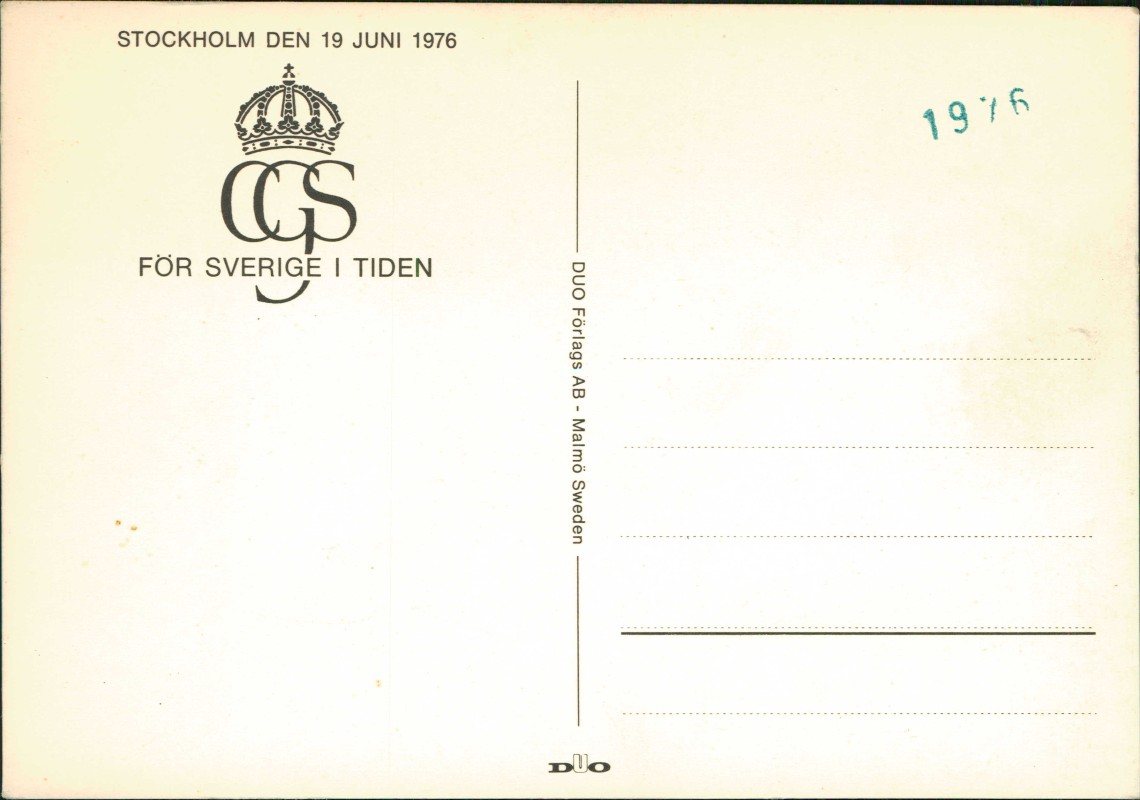 STOCKHOLM DEN 19 JUNI 1976
CGS
FÖR SVERIGE I TIDEN
DUO Förlags AB - Malmö Sweden
1976
DUO